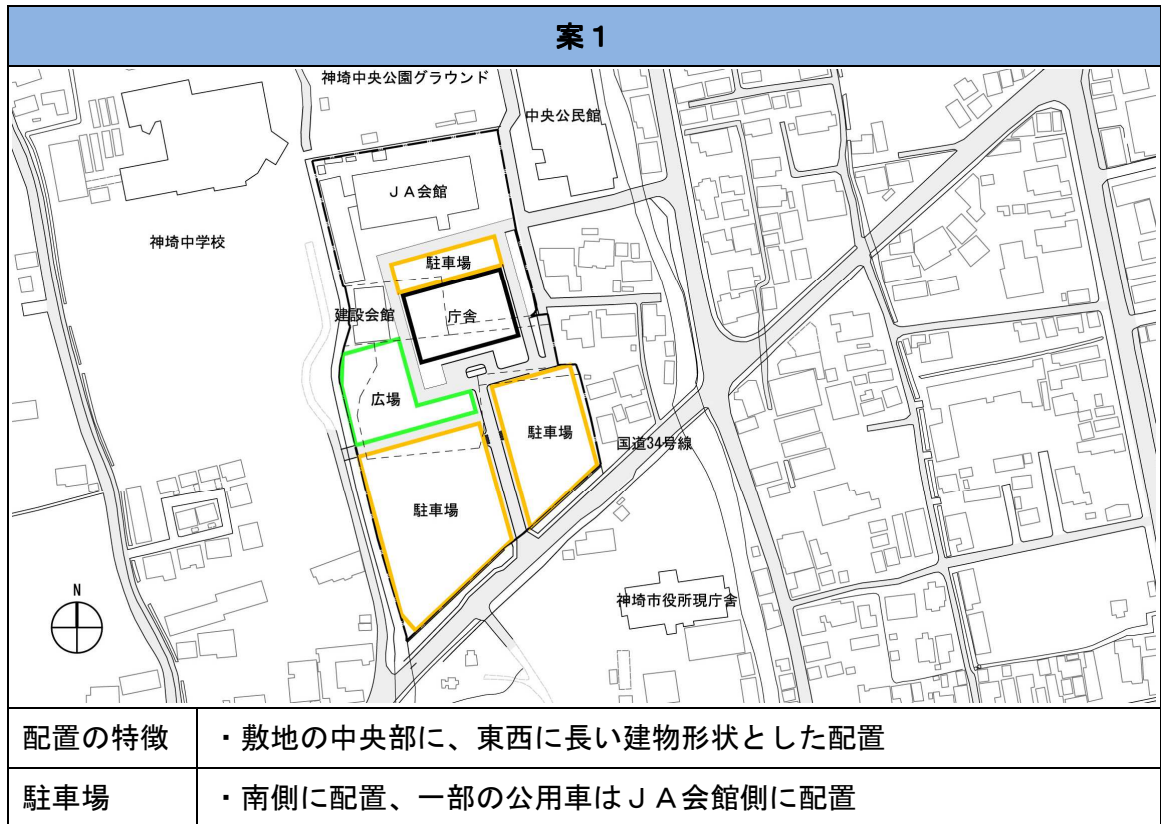 案１
神埼中央公園グラウンド
中央公民館
ＪＡ会館
神埼中学校
駐車場
建設会館
庁舎
広場
駐車場
国道34号線
駐車場
神埼市役所現庁舎
N
配置の特徴
・敷地の中央部に、東西に長い建物形状とした配置
駐車場
・南側に配置、一部の公用車はＪＡ会館側に配置